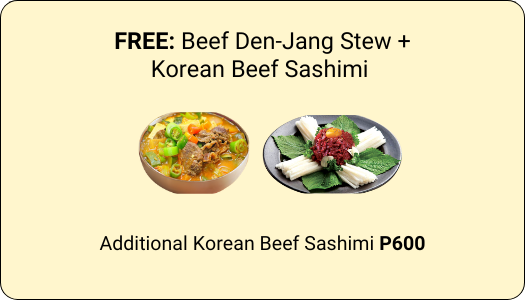 FREE: Beef Den-Jang Stew +
Korean Beef Sashimi
Additional Korean Beef Sashimi P600